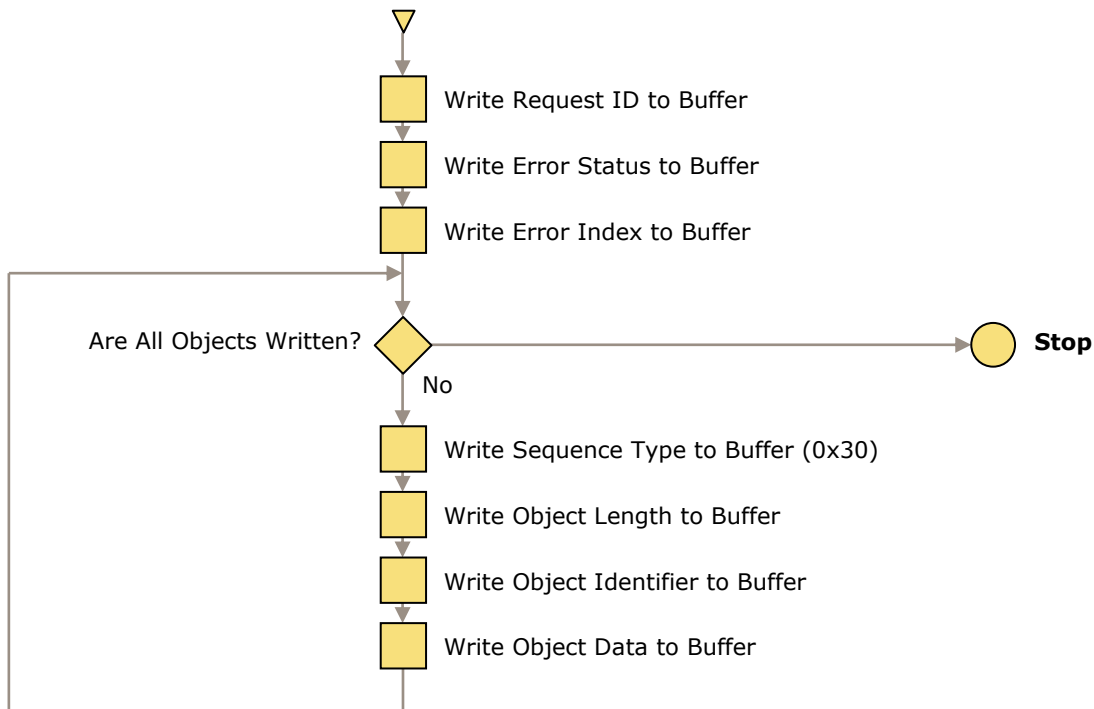 Write Request ID to Buffer
Write Error Status to Buffer
Write Error Index to Buffer
Are All Objects Written?
Stop
No
Write Sequence Type to Buffer (0x30)
Write Object Length to Buffer
Write Object Identifier to Buffer
Write Object Data to Buffer